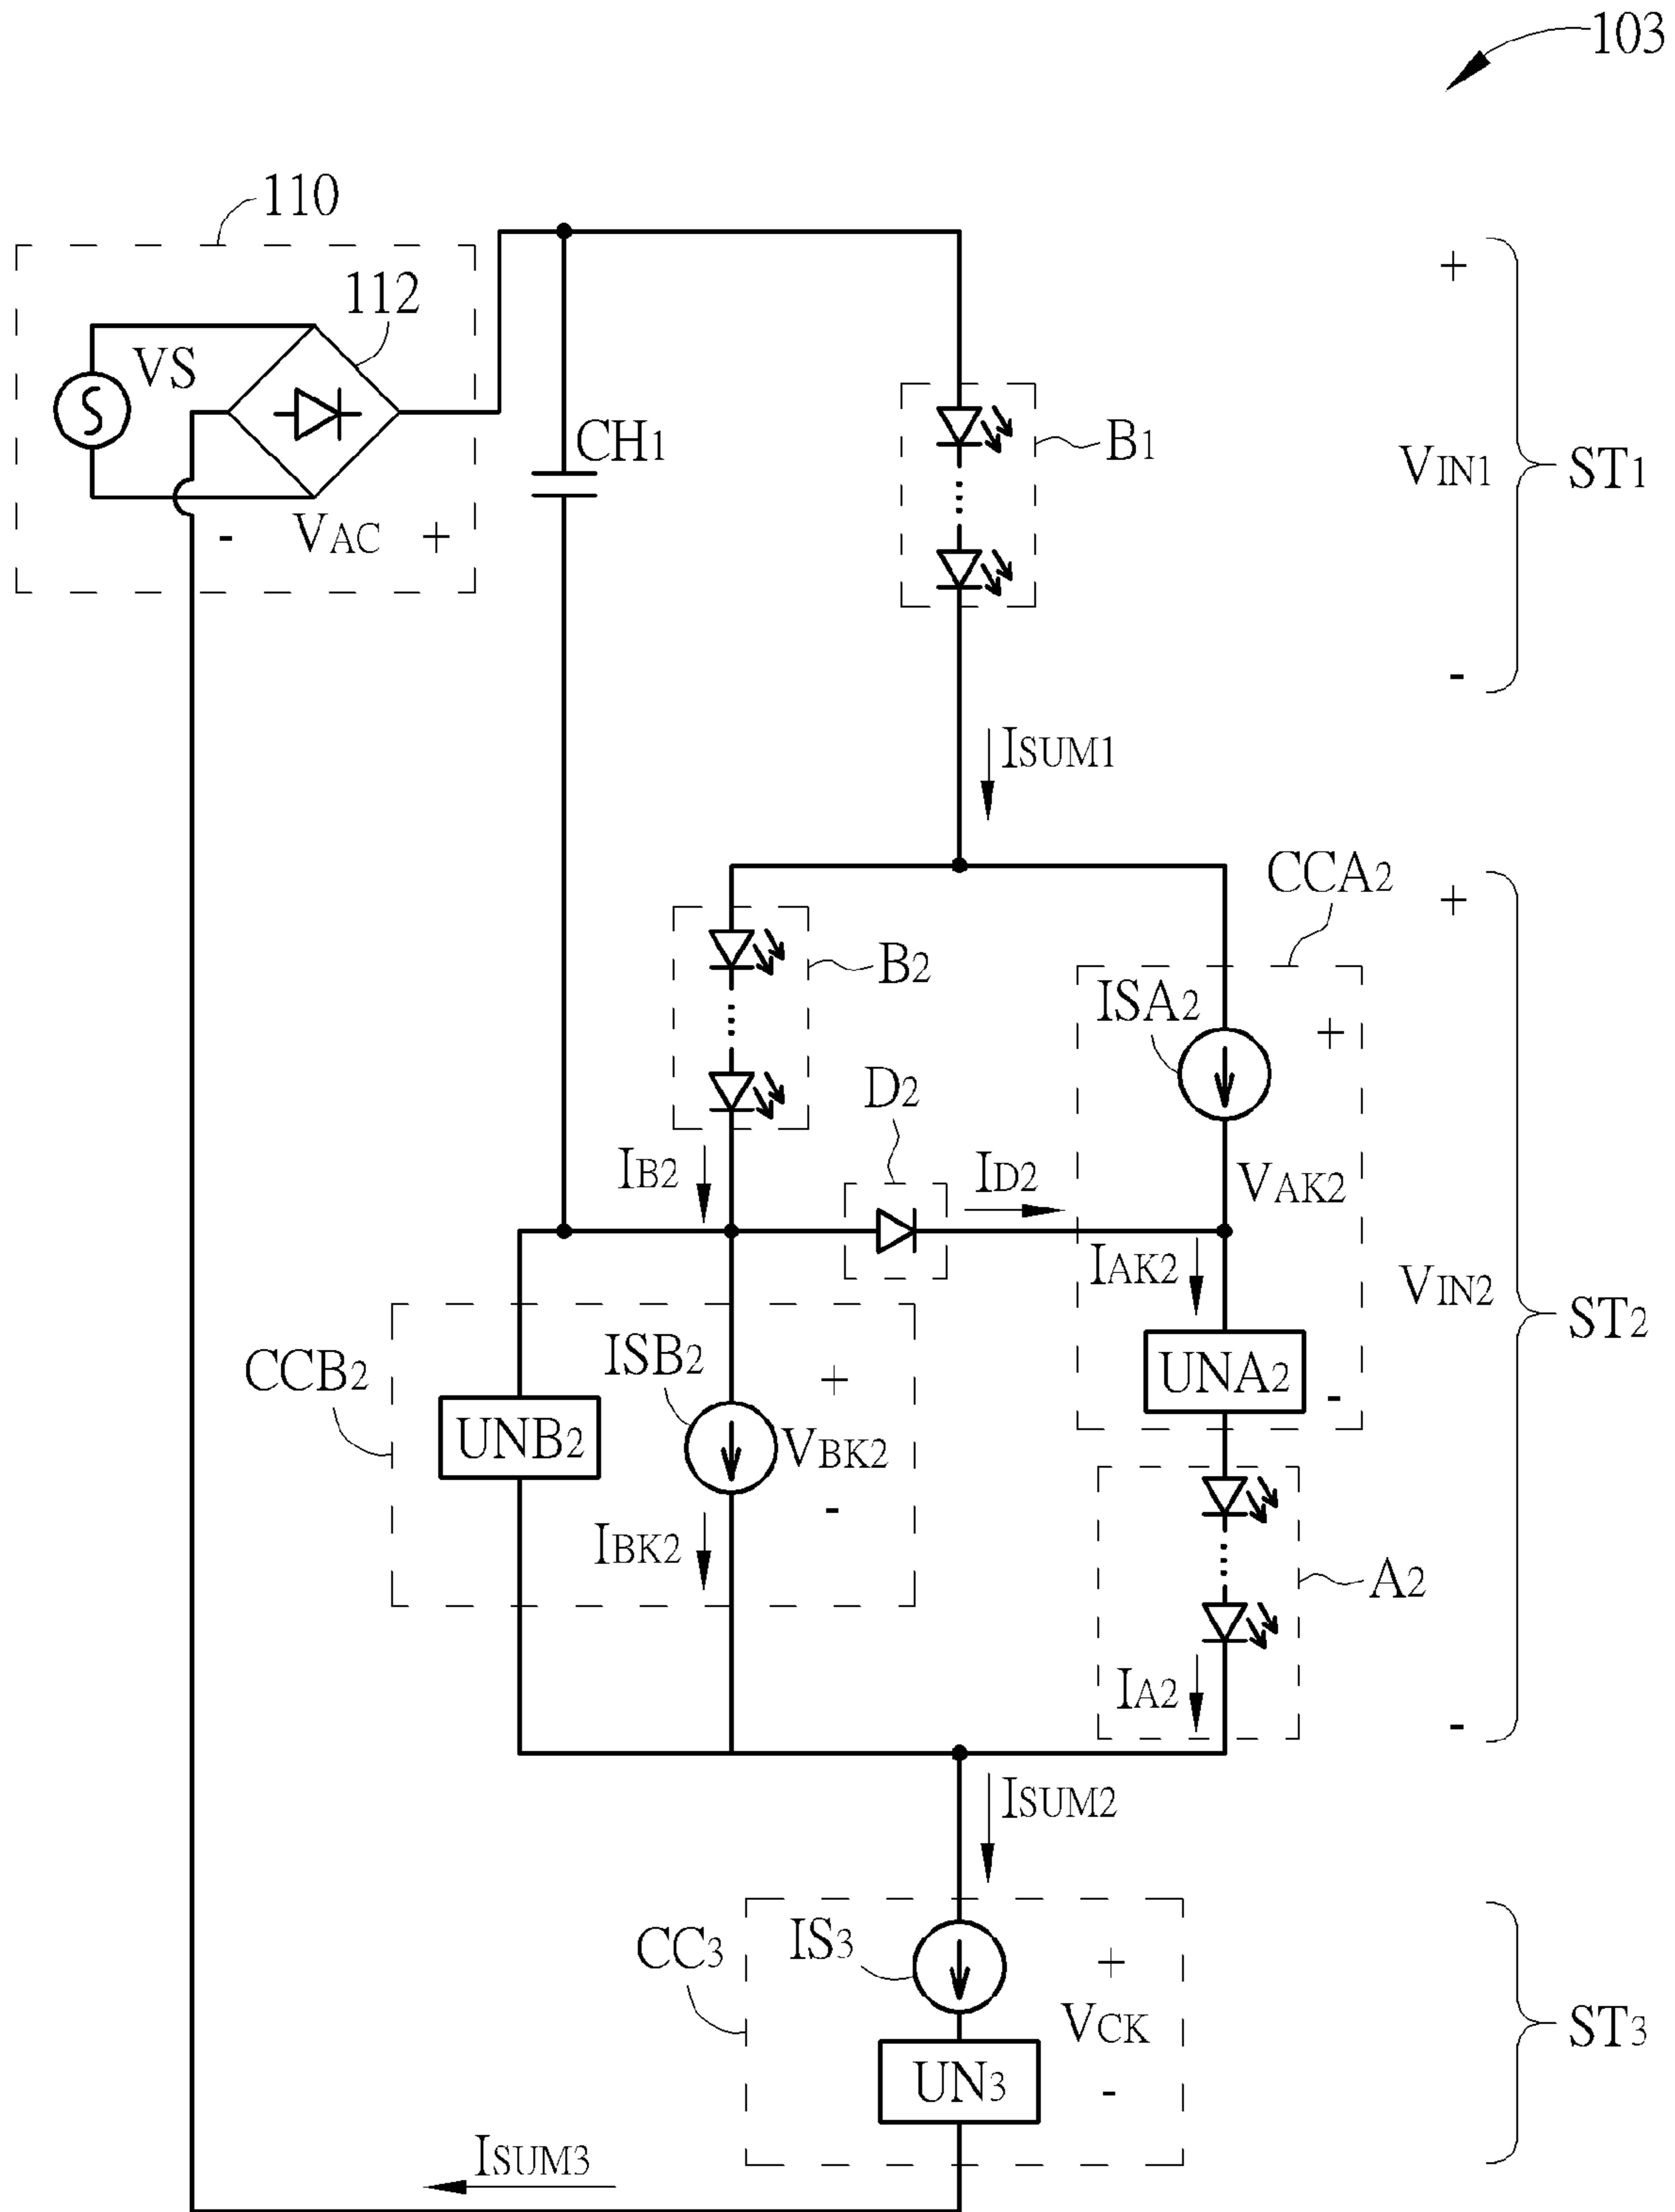 103
110
112
VS
- VAC +
CH1
B1
+
VIN1
ST1
-
ISUM1
CCA2
+
B2
ISA2
+
D2
IB2
ID2
VAK2
IAK2
VIN2
ST2
CCB2
ISB2
+
UNA2
-
UNB2
VBK2
-
IBK2
A2
IA2
-
ISUM2
CC3
IS3
+
VCK
ST3
UN3
-
ISUM3